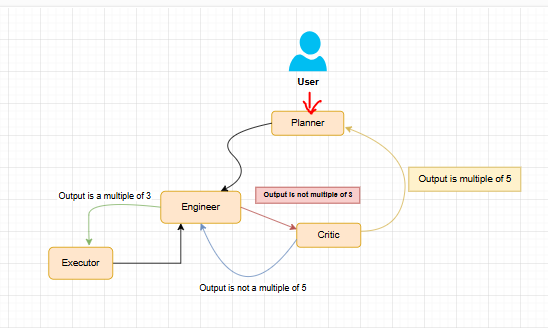 User
Planner
Output is multiple of 5
Output is a multiple of 3
Output is not multiple of 3
Engineer
Critic
Executor
Output is not a multiple of 5